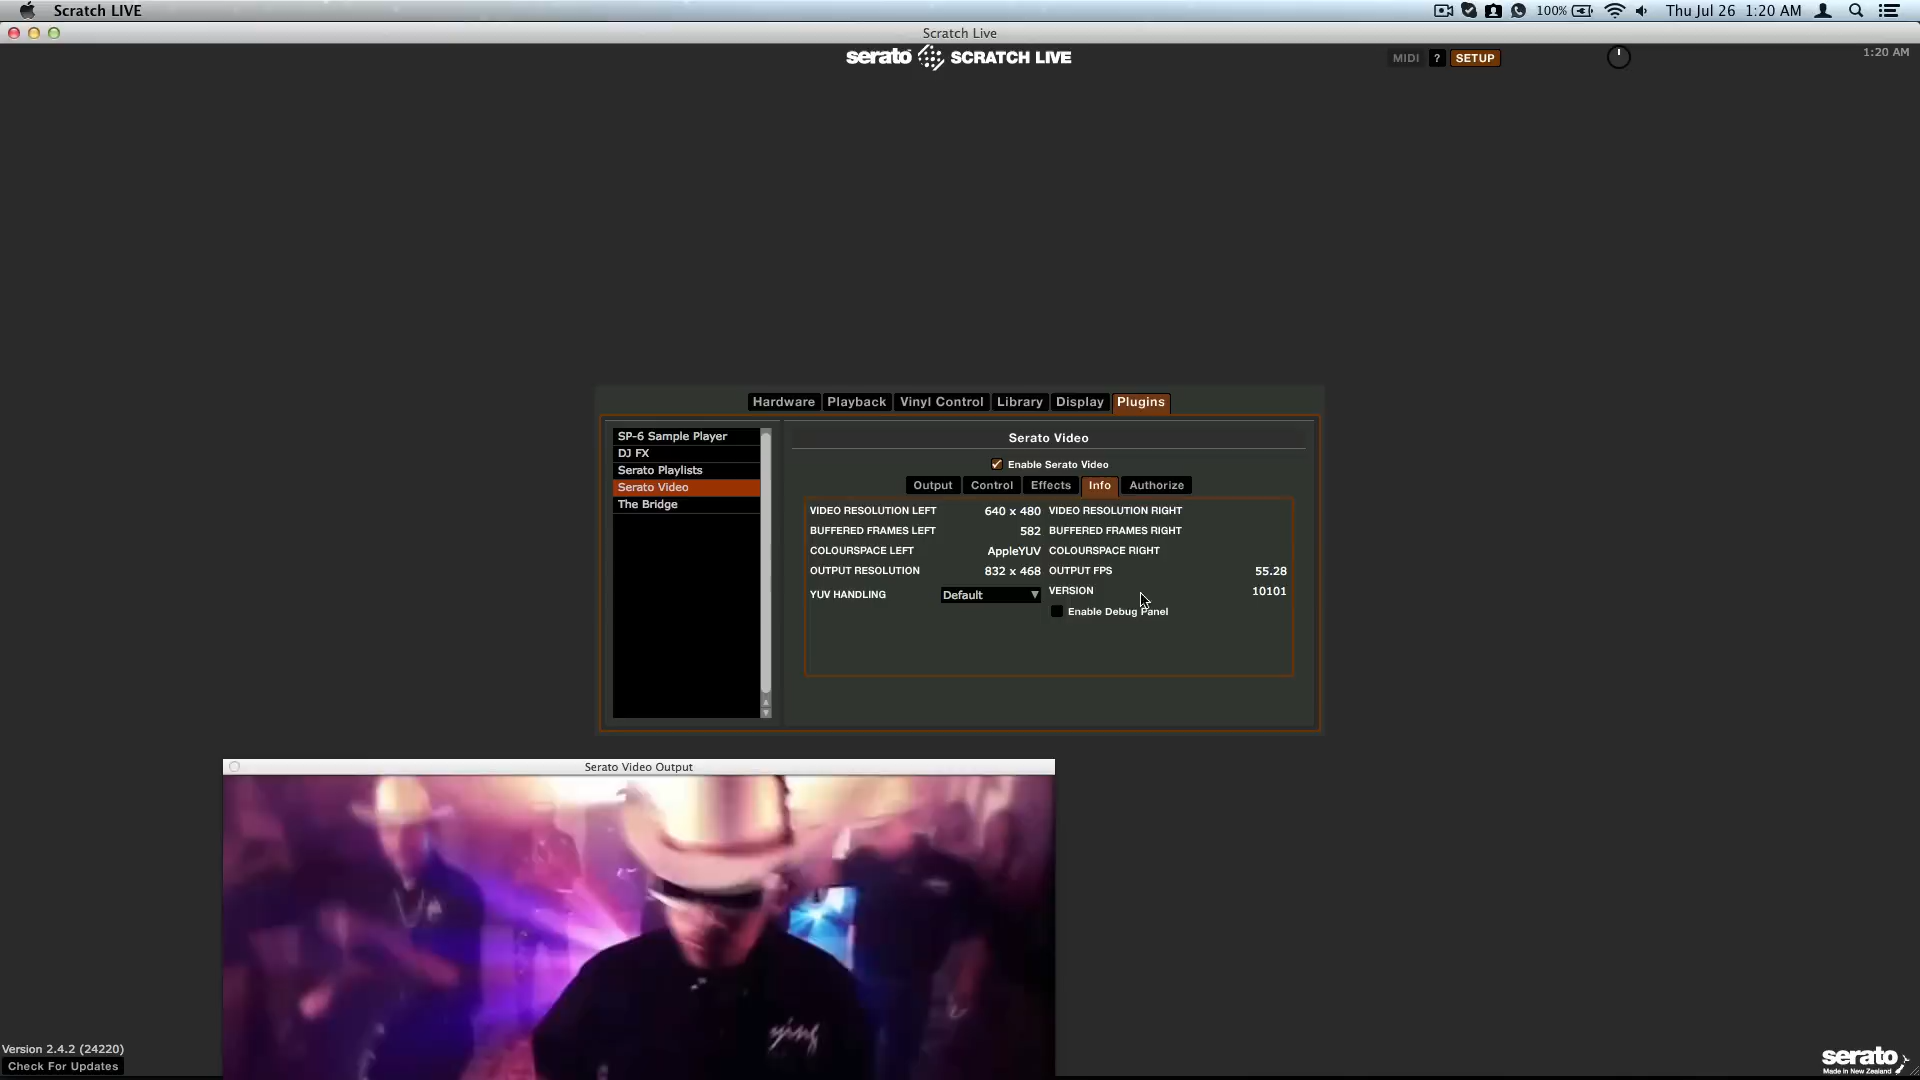 Scratch LIVE
100%
Thu Jul 26 1:20 AM
Scratch Live
serato SCRATCH LIVE
MIDI ? SETUP
1:20 AM
Hardware Playback Vinyl Control Library Display Plugins
SP-6 Sample Player
DJ FX
Serato Playlists
Serato Video
The Bridge
Serato Video
Enable Serato Video
Output Control Effects Info Authorize
VIDEO RESOLUTION LEFT 640 x 480 VIDEO RESOLUTION RIGHT
BUFFERED FRAMES LEFT 582 BUFFERED FRAMES RIGHT
COLOURSPACE LEFT AppleYUV COLOURSPACE RIGHT
OUTPUT RESOLUTION 832 x 468 OUTPUT FPS 55.28
YUV HANDLING Default VERSION 10101
Enable Debug Panel
Serato Video Output
Version 2.4.2 (24220)
Check For Updates
serato
Made in New Zealand